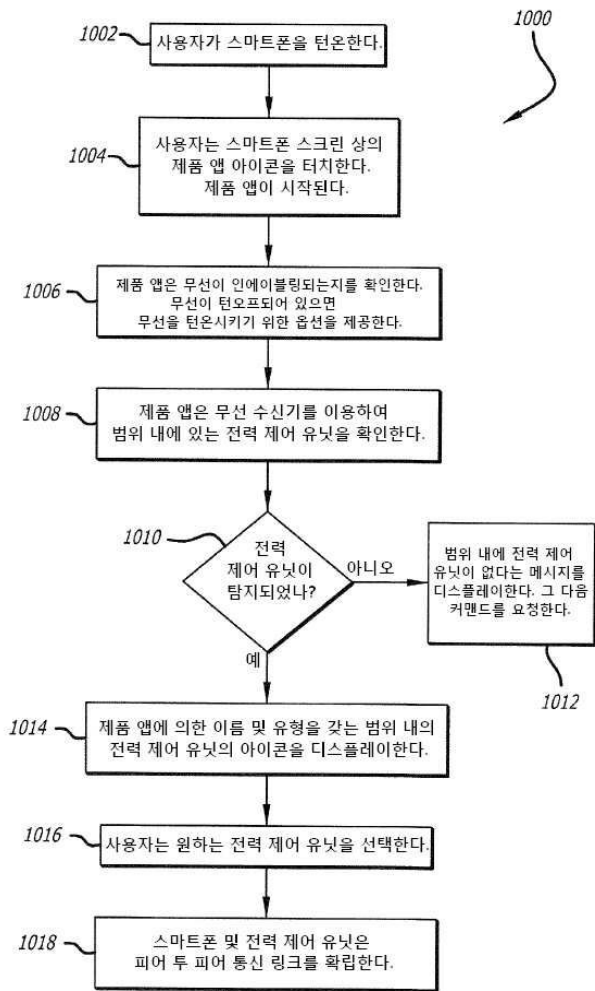 1000
1002
사용자가 스마트폰을 턴온한다.
1004
사용자는 스마트폰 스크린 상의
제품 앱 아이콘을 터치한다.
제품 앱이 시작된다.
1006
제품 앱은 무선이 인에이블링되는지를 확인한다.
무선이 턴오프되어 있으면
무선을 턴온시키기 위한 옵션을 제공한다.
1008
제품 앱은 무선 수신기를 이용하여
범위 내에 있는 전력 제어 유닛을 확인한다.
1010
전력
제어 유닛이
탐지되었나?
아니오
범위 내에 전력 제어
유닛이 없다는 메시지를
디스플레이한다. 그 다음
커맨드를 요청한다.
1012
예
1014
제품 앱에 의한 이름 및 유형을 갖는 범위 내의
전력 제어 유닛의 아이콘을 디스플레이한다.
1016
사용자는 원하는 전력 제어 유닛을 선택한다.
1018
스마트폰 및 전력 제어 유닛은
피어 투 피어 통신 링크를 확립한다.